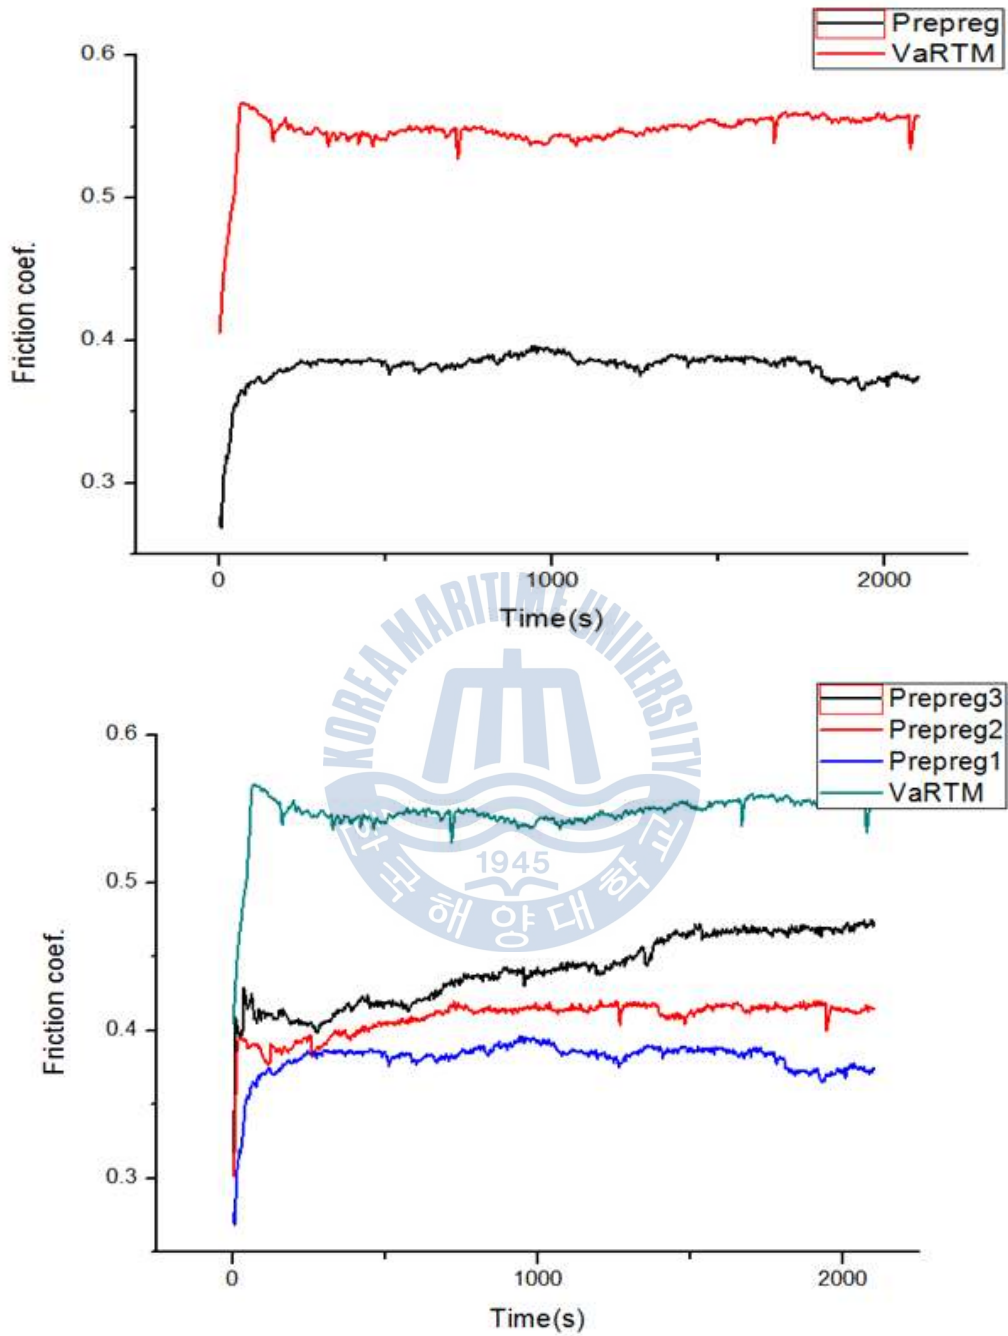 Prepreg
VaRTM
0.6
0.5
0.4
0.3
Friction coef.
0
1000
2000
Time(s)
KOREA MARITIME UNIVERSITY
1945
한국해양대학교
Prepreg3
Prepreg2
Prepreg1
VaRTM
0.6
0.5
0.4
0.3
Friction coef.
0
1000
2000
Time(s)